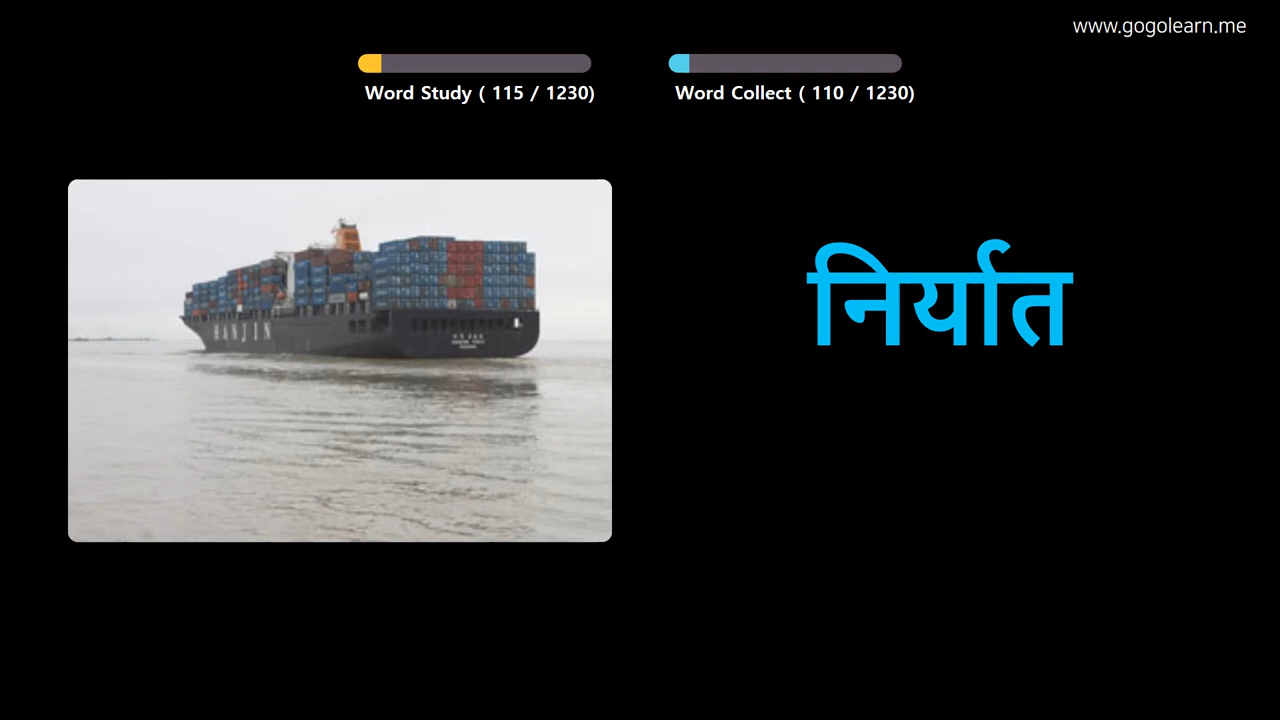 www.gogolearn.me
Word Study ( 115 / 1230)
Word Collect ( 110 / 1230)
निर्यात
HANJIN